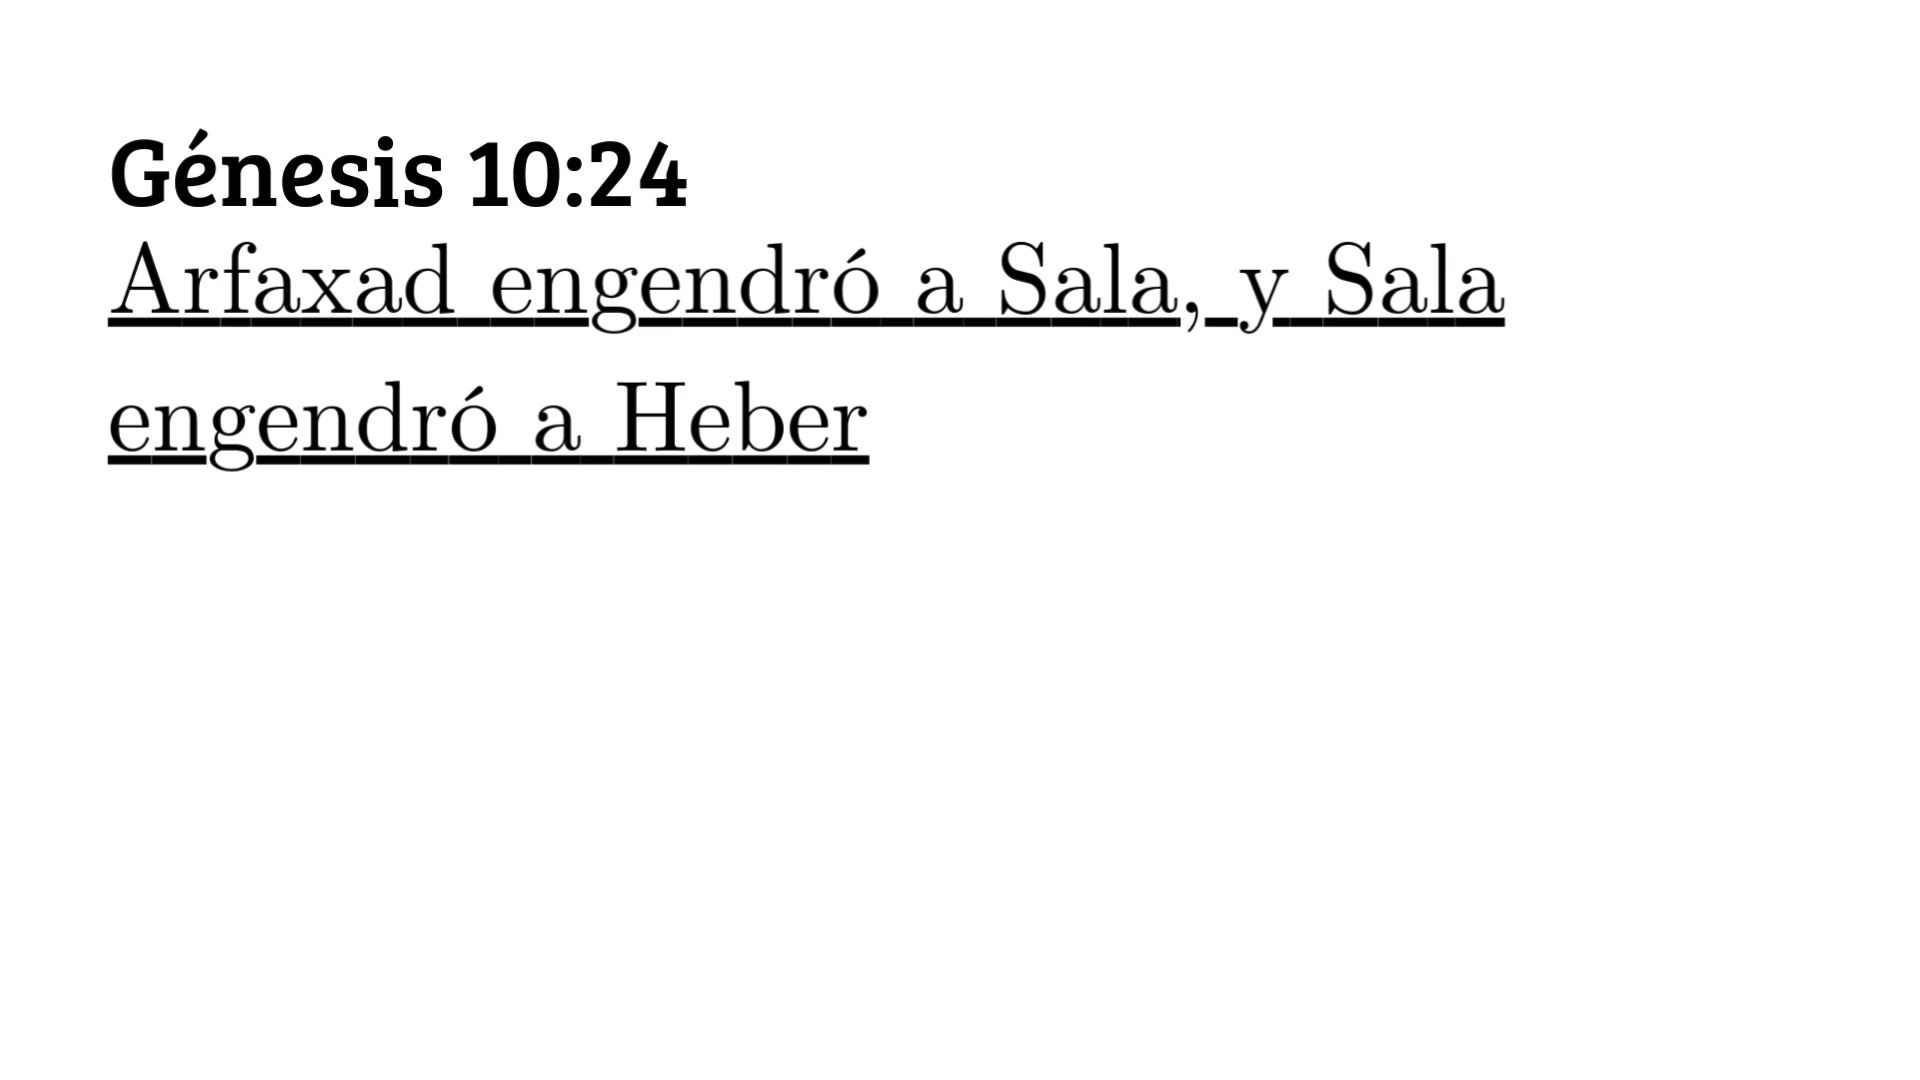 Génesis 10:24
Arfaxad engendró a Sala, y Sala
engendró a Heber